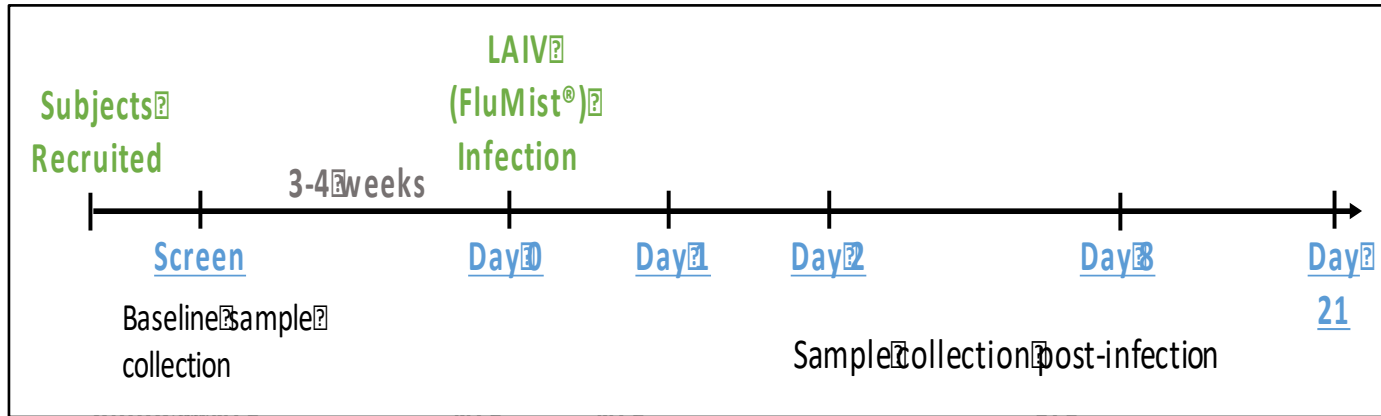 LAIV
(FluMist®)
Infection
Subjects
Recruited
3-4 weeks
Screen
Day 0
Day 1
Day 2
Day 8
Day
21
Baseline sample
collection
Sample collection post-infection